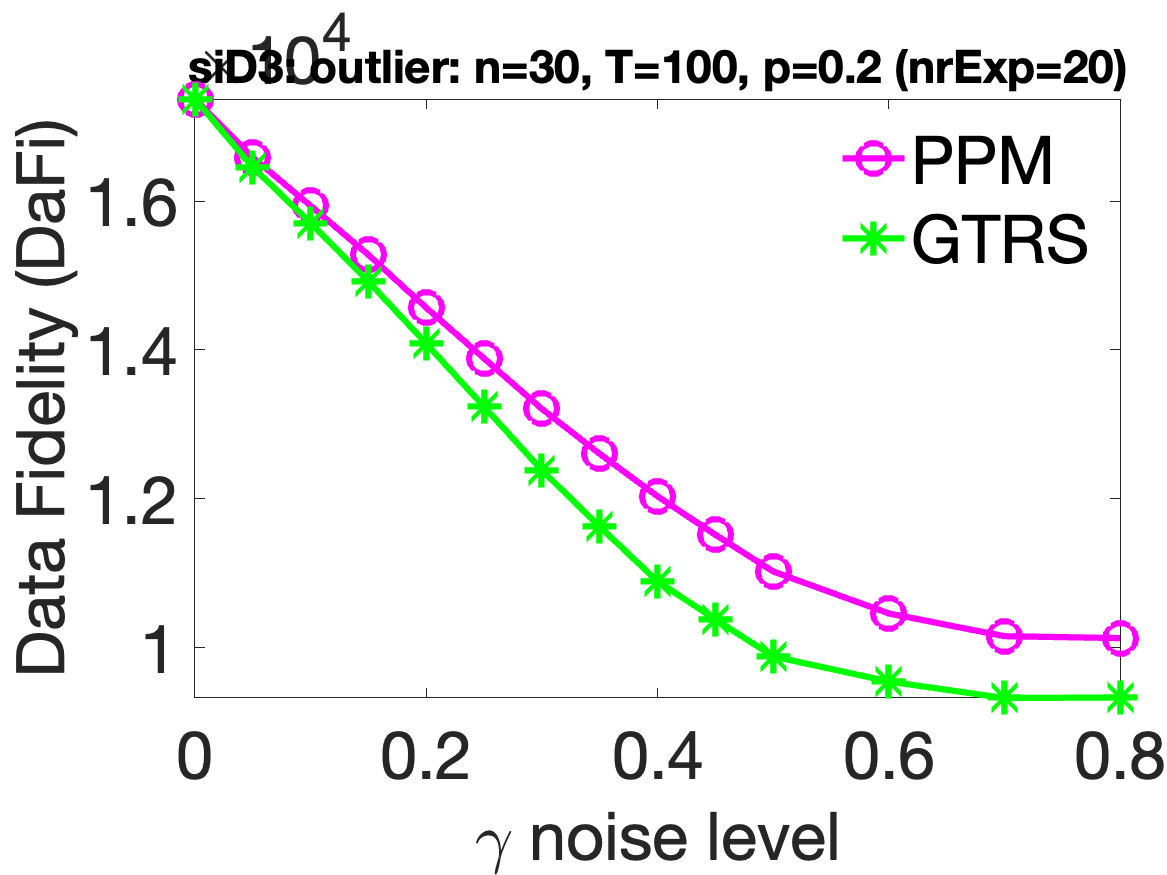 × 10^4
siD3: outlier: n=30, T=100, p=0.2 (nrExp=20)
PPM
GTRS
Data Fidelity (DaFi)
1.6
1.4
1.2
1
0 0.2 0.4 0.6 0.8
γ noise level